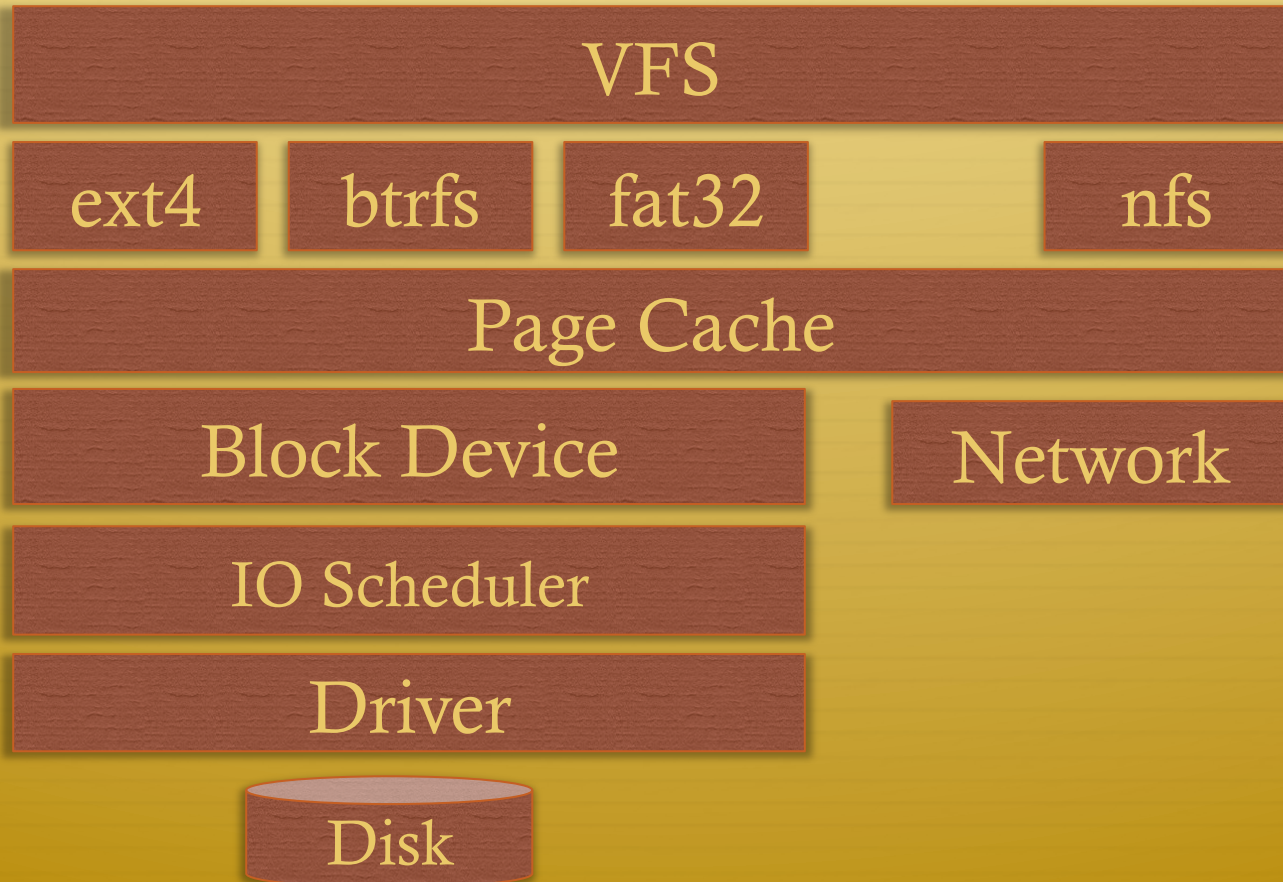 VFS
ext4 btrfs fat32 nfs
Page Cache
Block Device Network
IO Scheduler
Driver
Disk